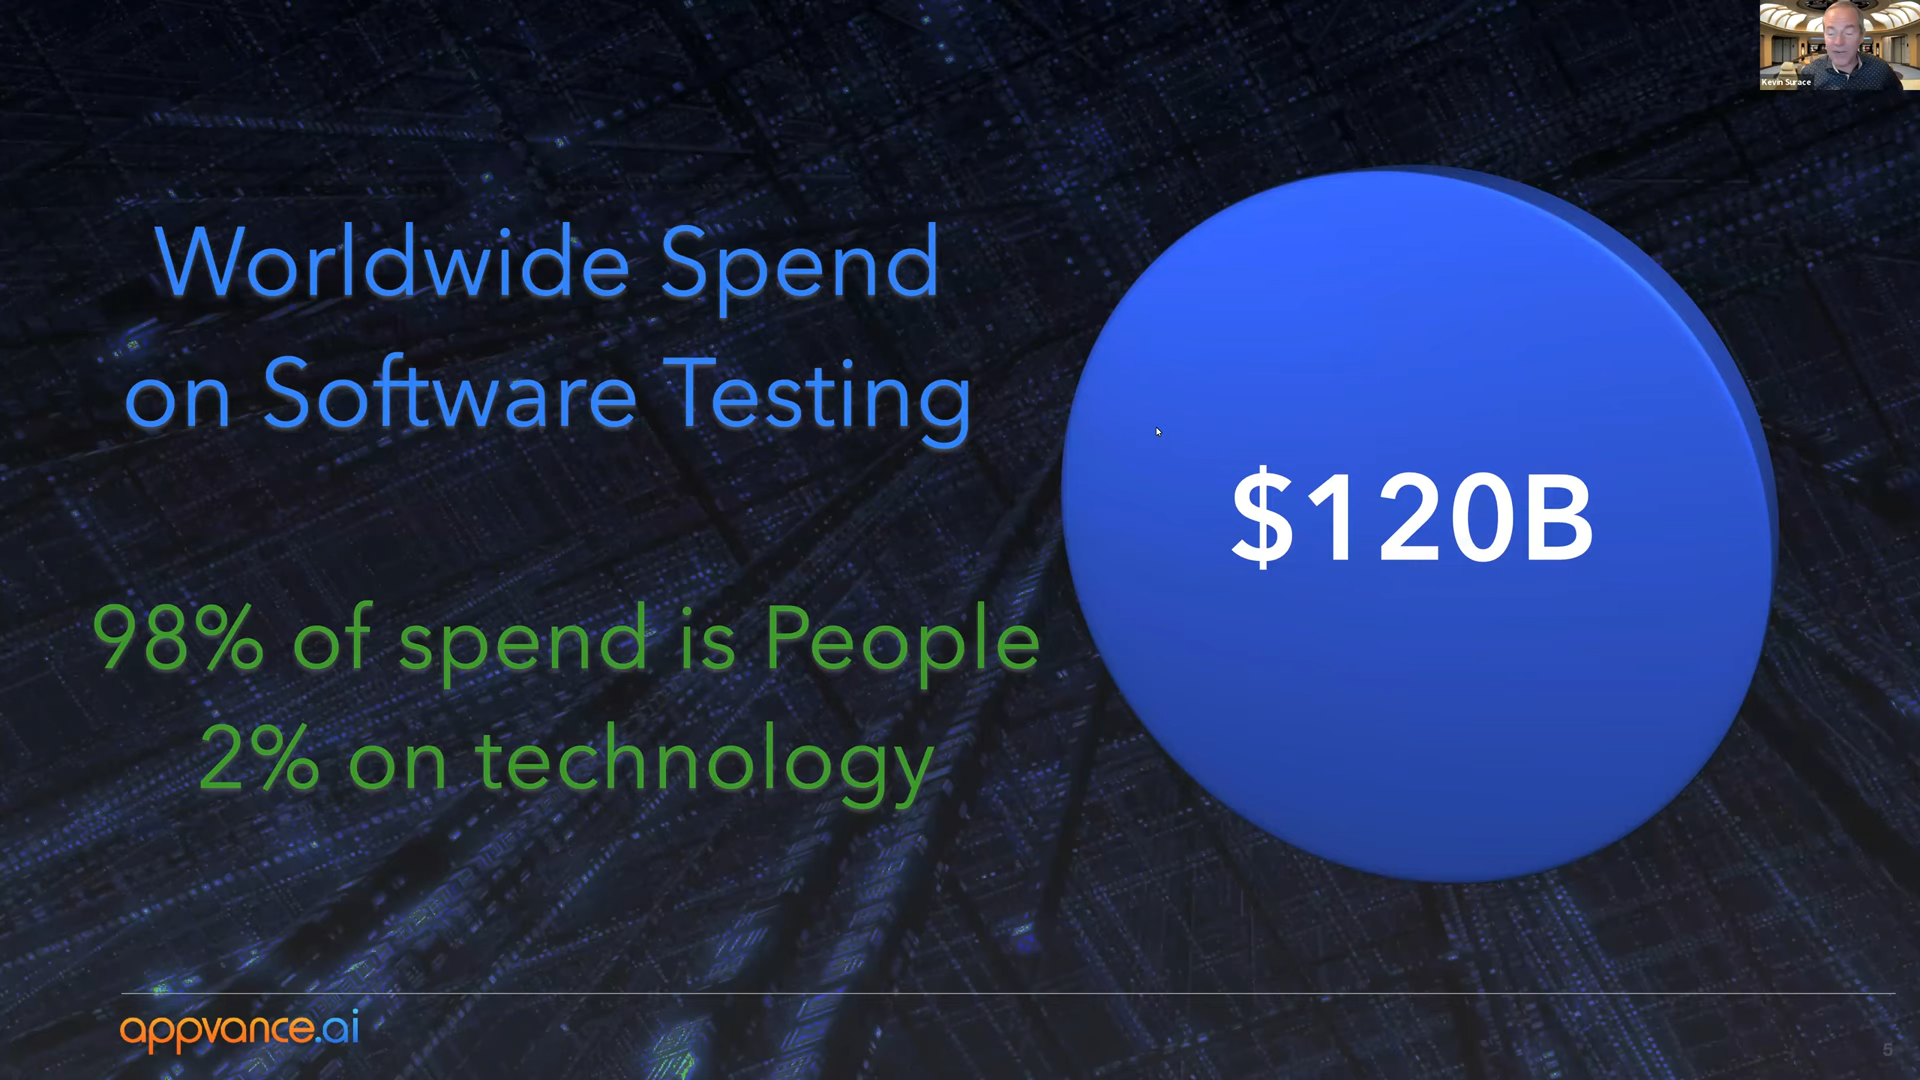 Kevin Surace
Worldwide Spend
on Software Testing
$120B
98% of spend is People
2% on technology
appvance.ai
5